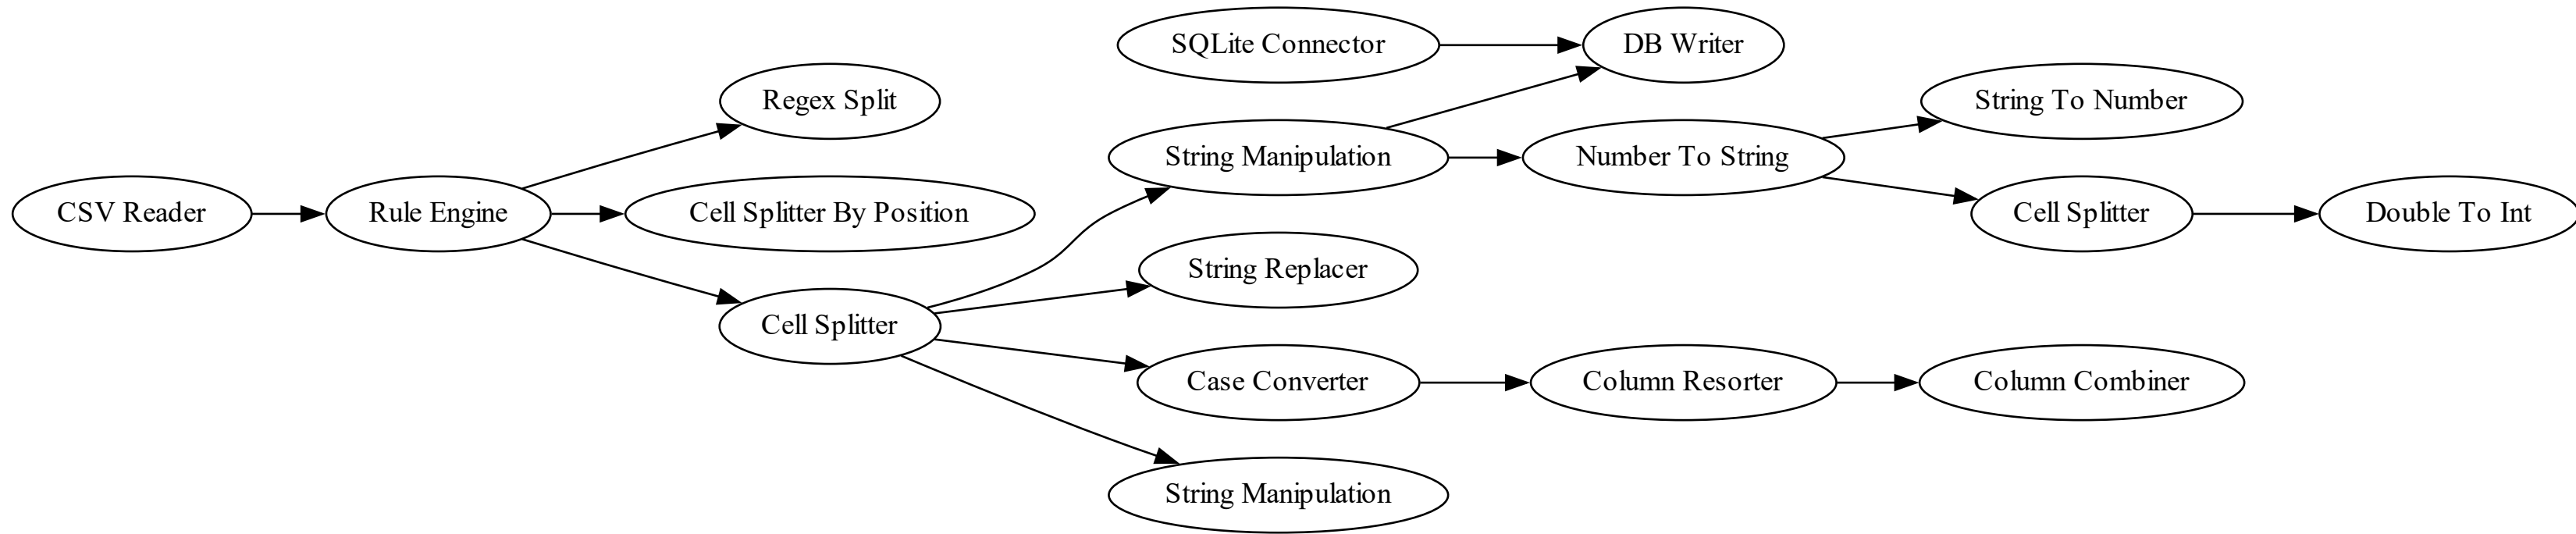 CSV Reader
Rule Engine
Regex Split
Cell Splitter By Position
Cell Splitter
SQLite Connector
String Manipulation
String Replacer
Case Converter
String Manipulation
DB Writer
Number To String
Column Resorter
String To Number
Cell Splitter
Column Combiner
Double To Int